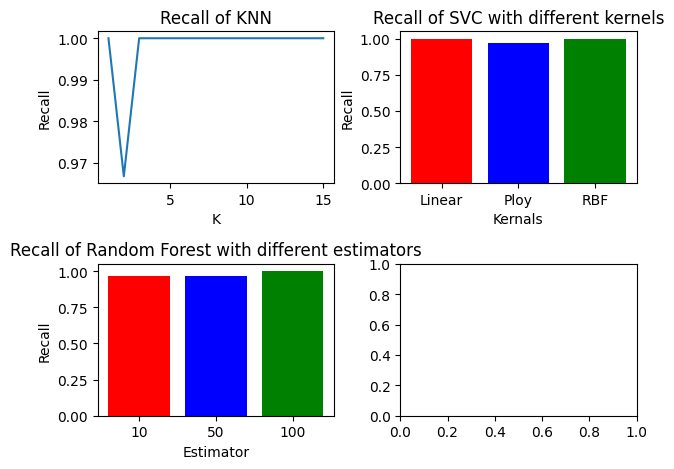 Recall of KNN
1.00
0.99
0.98
0.97
Recall
5
10
15
K
Recall of SVC with different kernels
1.00
0.75
0.50
0.25
0.00
Recall
Linear
Ploy
RBF
Kernals
Recall of Random Forest with different estimators
1.00
0.75
0.50
0.25
0.00
Recall
10
50
100
Estimator
1.0
0.8
0.6
0.4
0.2
0.0
0.0
0.2
0.4
0.6
0.8
1.0